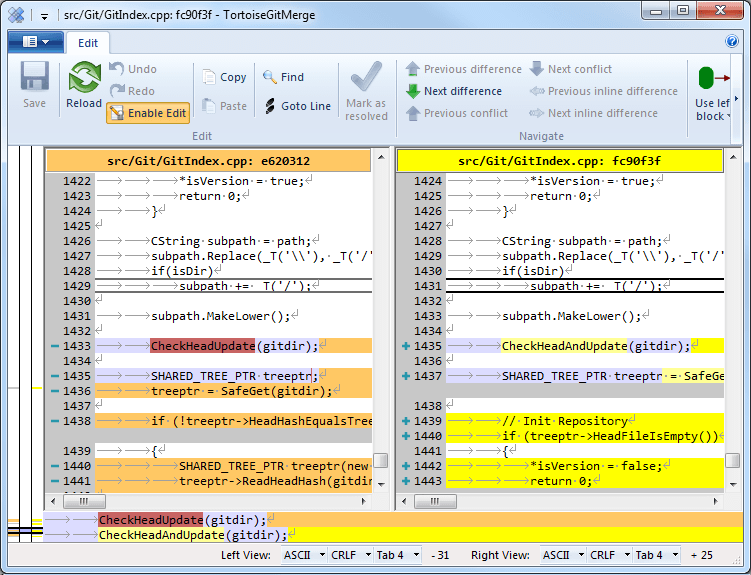 src/Git/GitIndex.cpp: fc90f3f - TortoiseGitMerge
Edit
Save
Reload
Undo
Redo
Enable Edit
Copy
Paste
Find
Goto Line
Mark as
resolved
Previous difference
Next difference
Previous conflict
Next conflict
Previous inline difference
Next inline difference
Use lef
block
Edit
Navigate
src/Git/GitIndex.cpp: e620312
1422 *isVersion = true;
1423 return 0;
1424 }
1425
1426 CString subpath = path;
1427 subpath.Replace(_T('\\'), _T('/'
1428 if(isDir)
1429 subpath += _T('/');
1430
1431 subpath.MakeLower();
1432
1433 CheckHeadUpdate(gitdir);
1434
1435 SHARED_TREE_PTR treeptr;
1436 treeptr = SafeGet(gitdir);
1437
1438 if (!treeptr->HeadHashEqualsTree
1439 {
1440 SHARED_TREE_PTR treeptr(new
1441 treeptr->ReadHeadHash(gitdir
src/Git/GitIndex.cpp: fc90f3f
1424 *isVersion = true;
1425 return 0;
1426 }
1427
1428 CString subpath = path;
1429 subpath.Replace(_T('\\'), _T('/'
1430 if(isDir)
1431 subpath += _T('/');
1432
1433 subpath.MakeLower();
1434
1435 CheckHeadAndUpdate(gitdir);
1436
1437 SHARED_TREE_PTR treeptr = SafeGe
1438
1439 // Init Repository
1440 if (treeptr->HeadFileIsEmpty())
1441 {
1442 *isVersion = false;
1443 return 0;
CheckHeadUpdate(gitdir);
CheckHeadAndUpdate(gitdir);
Left View: ASCII CRLF Tab 4 - 31 Right View: ASCII CRLF Tab 4 + 25